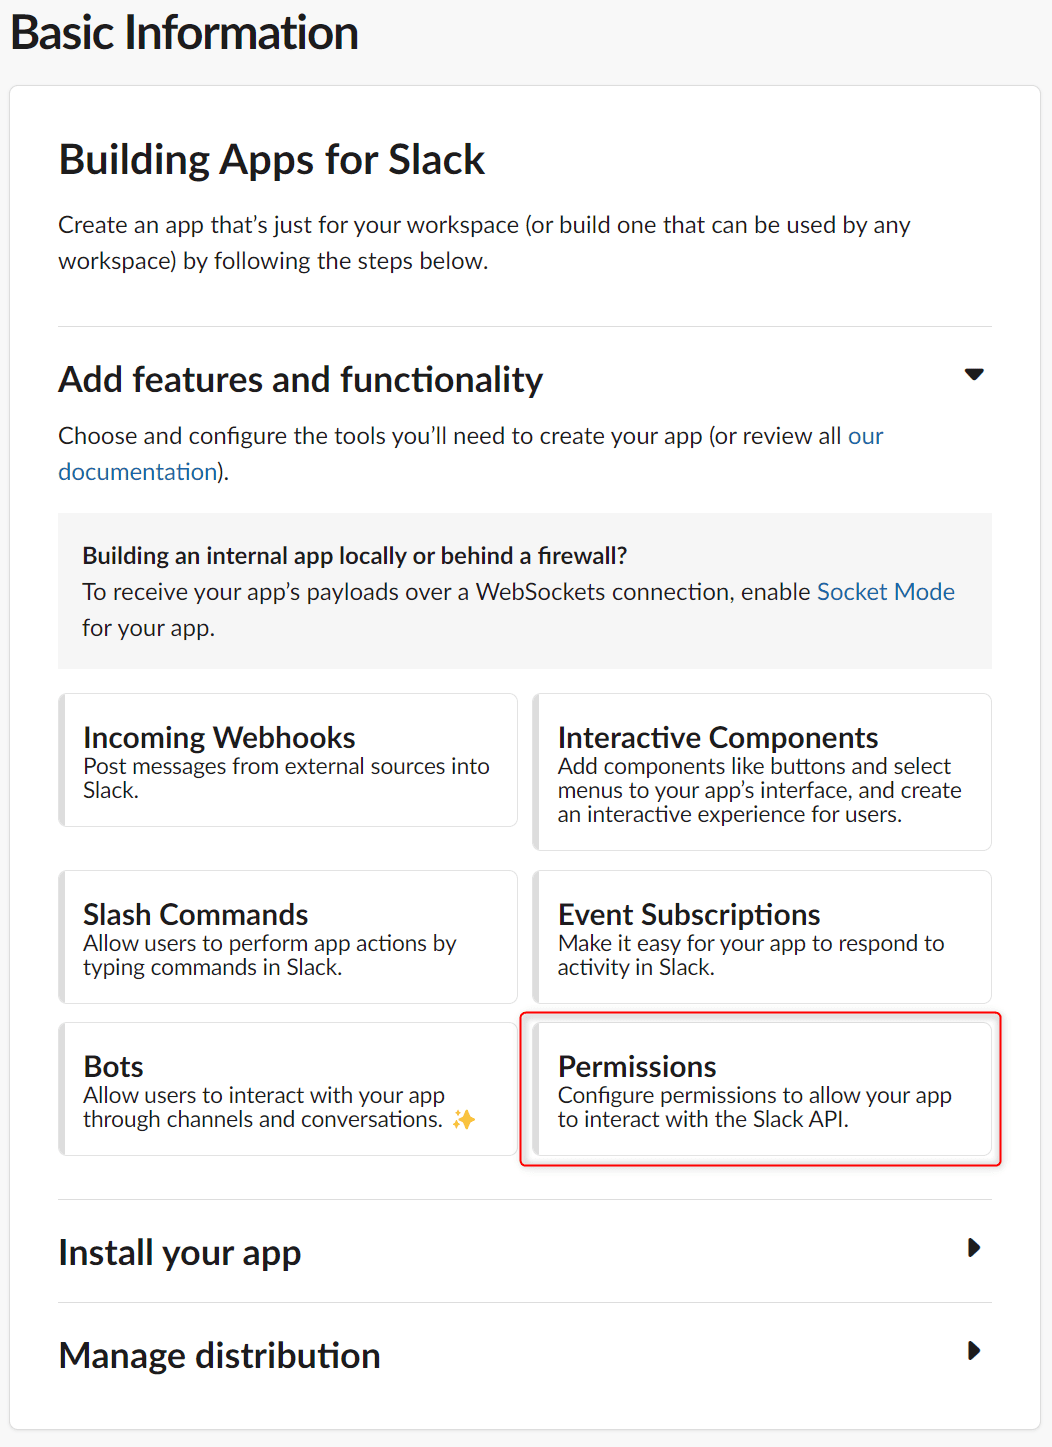 Basic Information
Building Apps for Slack
Create an app that’s just for your workspace (or build one that can be used by any
workspace) by following the steps below.
Add features and functionality
Choose and configure the tools you’ll need to create your app (or review all our
documentation).
Building an internal app locally or behind a firewall?
To receive your app’s payloads over a WebSockets connection, enable Socket Mode
for your app.
Incoming Webhooks
Post messages from external sources into
Slack.
Interactive Components
Add components like buttons and select
menus to your app’s interface, and create
an interactive experience for users.
Slash Commands
Allow users to perform app actions by
typing commands in Slack.
Event Subscriptions
Make it easy for your app to respond to
activity in Slack.
Bots
Allow users to interact with your app
through channels and conversations. ✨
Permissions
Configure permissions to allow your app
to interact with the Slack API.
Install your app
Manage distribution